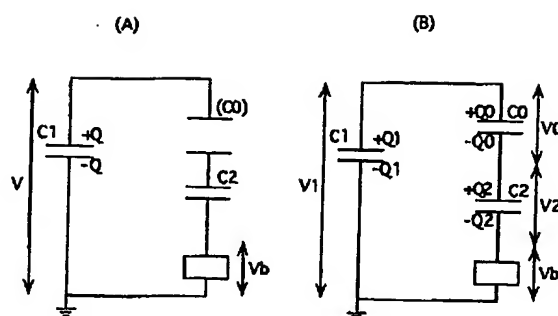 (A)
(B)
V
C1
+Q
-Q
(C0)
C2
Vb
V1
C1
+Q1
-Q1
+Q0
C0
-Q0
V0
+Q2
C2
-Q2
V2
Vb